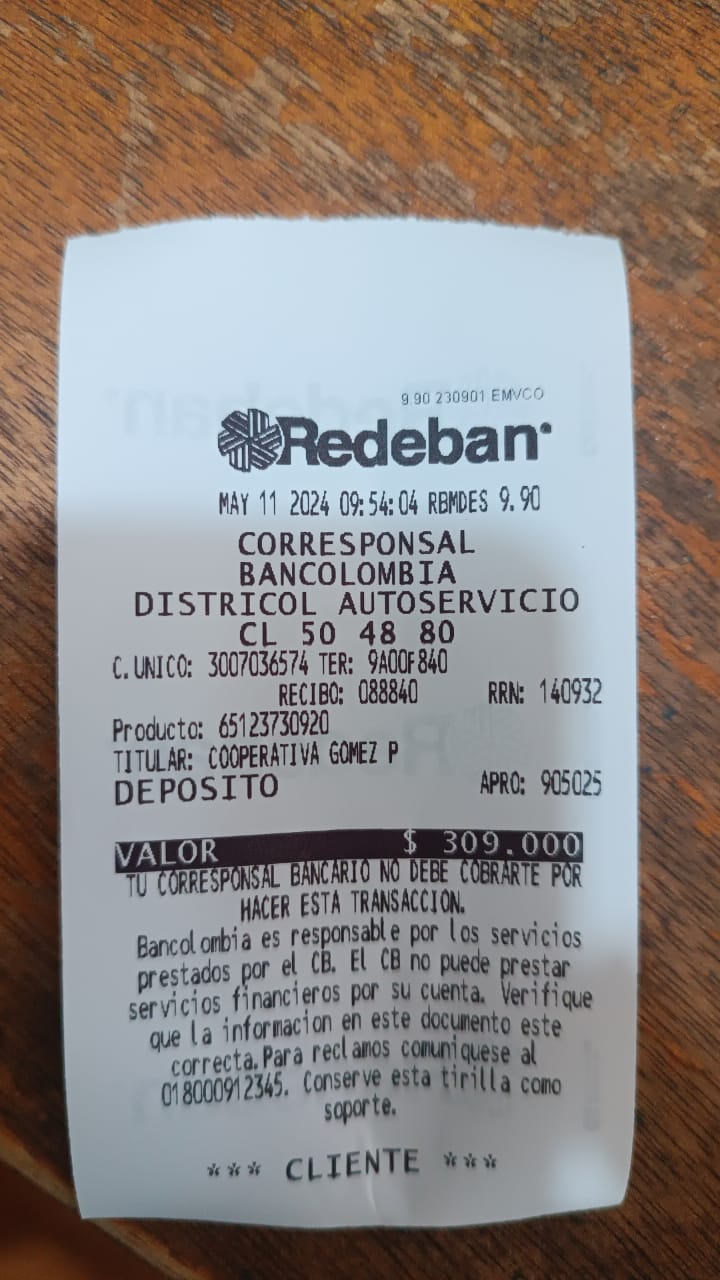 9.90 230901 EMVCO
Redeban
MAY 11 2024 09:54:04 RBMDES 9.90
CORRESPONSAL
BANCOLOMBIA
DISTRICOL AUTOSERVICIO
CL 50 48 80
C. UNICO: 3007036574 TER: 9A00F840
RECIBO: 088840 RRN: 140932
Producto: 65123730920
TITULAR: COOPERATIVA GOMEZ P
DEPOSITO APRO: 905025
VALOR $ 309.000
TU CORRESPONSAL BANCARIO NO DEBE COBRARTE POR
HACER ESTA TRANSACCION.
Bancolombia es responsable por los servicios
prestados por el CB. El CB no puede prestar
servicios financieros por su cuenta. Verifique
que la informacion en este documento este
correcta.Para reclamos comuniquese al
018000912345. Conserve esta tirilla como
soporte.
*** CLIENTE ***